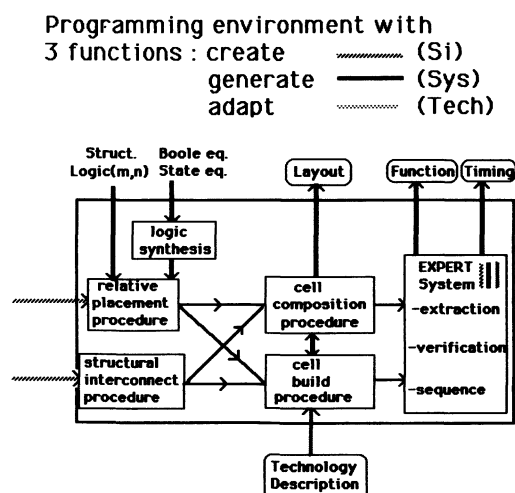 Programming environment with
3 functions : create (Si)
generate (Sys)
adapt (Tech)
Struct.
Logic(m,n)
Boole eq.
State eq.
Layout
Function
Timing
logic
synthesis
relative
placement
procedure
cell
composition
procedure
EXPERT
System
-extraction
-verification
-sequence
structural
interconnect
procedure
cell
build
procedure
Technology
Description